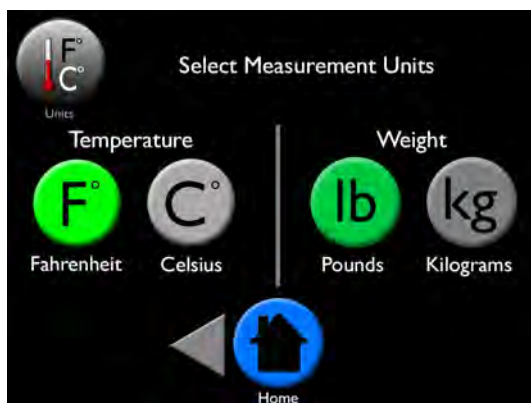 F°
C°
Units
Select Measurement Units
Temperature
Weight
F°
C°
lb
kg
Fahrenheit
Celsius
Pounds
Kilograms
Home